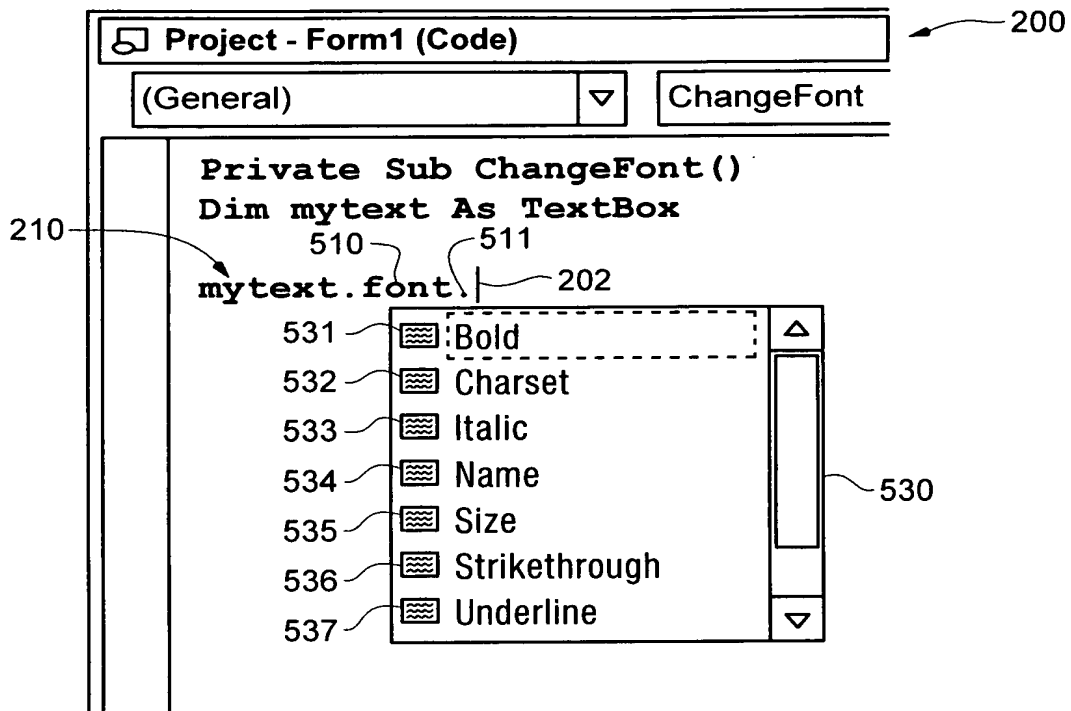 200
Project - Form1 (Code)
(General) ChangeFont
Private Sub ChangeFont()
Dim mytext As TextBox
210 510 511
mytext.font. 202
531 Bold
532 Charset
533 Italic
534 Name
530
535 Size
536 Strikethrough
537 Underline